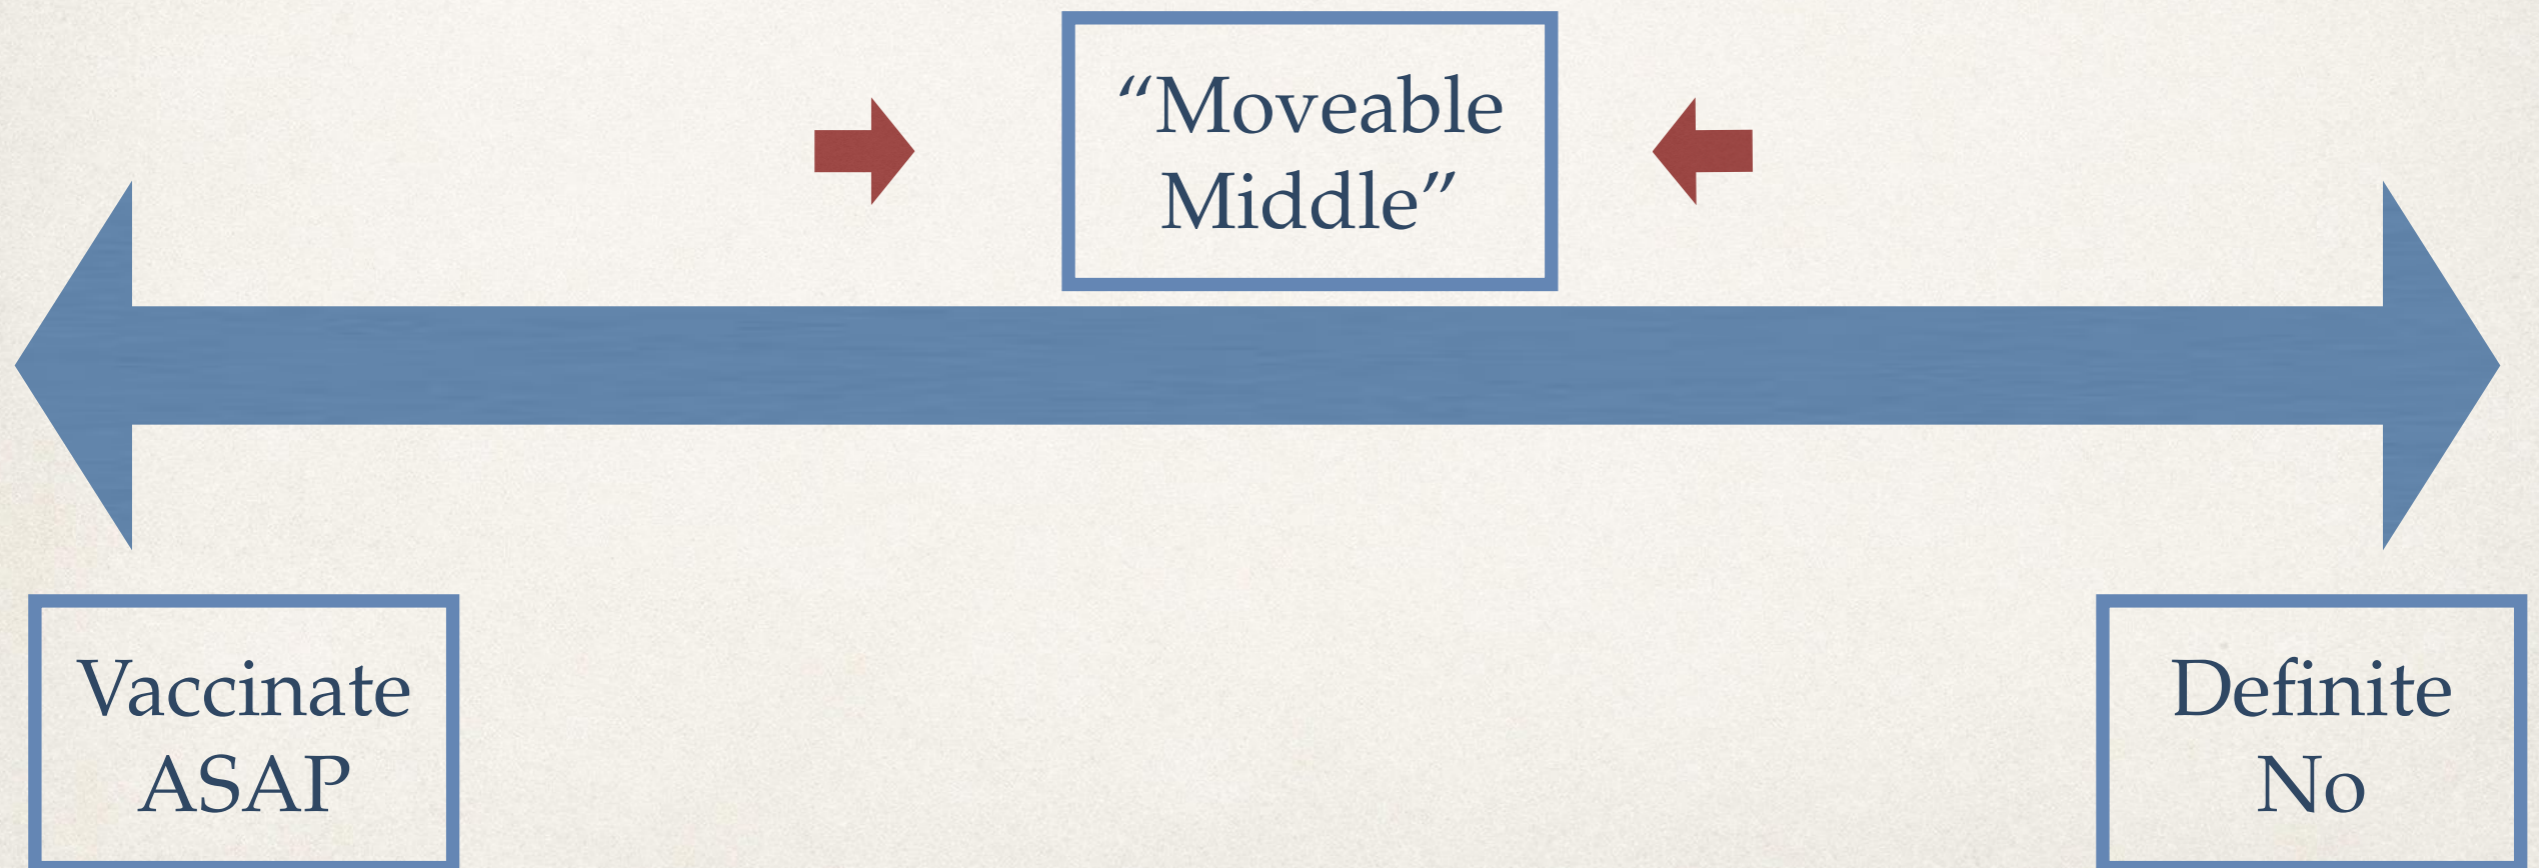 “Moveable
Middle”
Vaccinate
ASAP
Definite
No